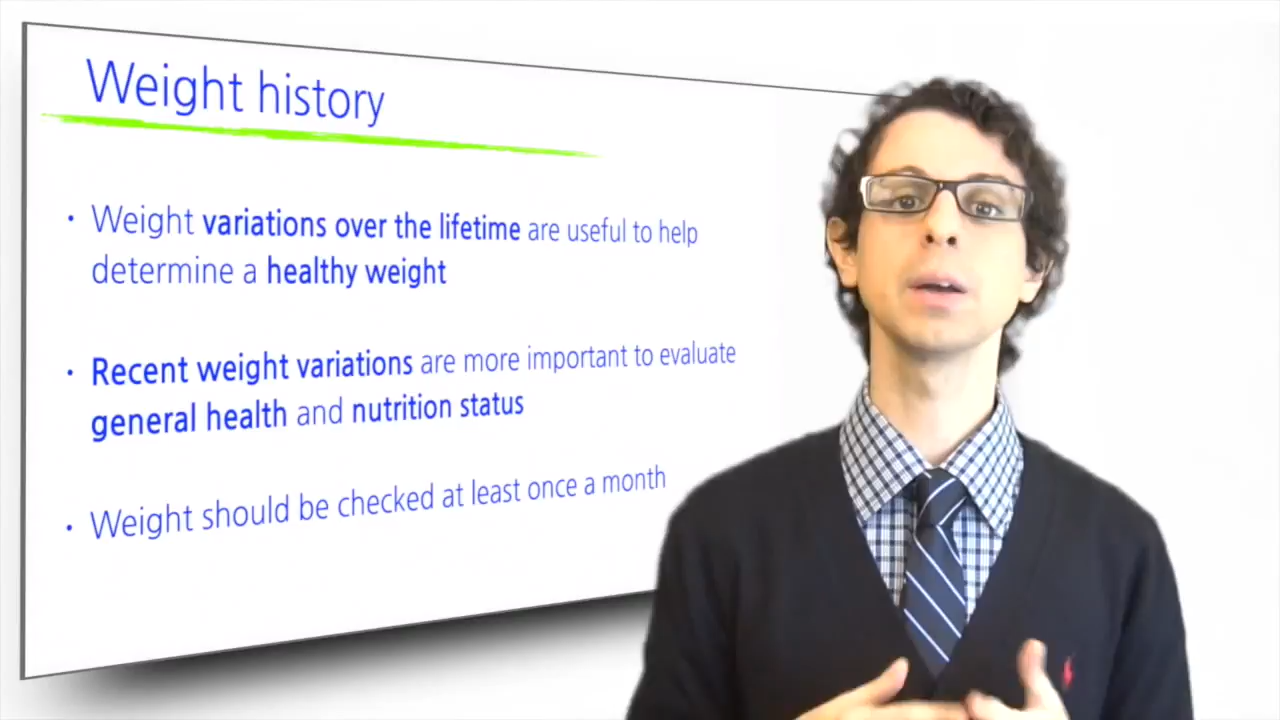 Weight history
• Weight variations over the lifetime are useful to help
determine a healthy weight
• Recent weight variations are more important to evaluate
general health and nutrition status
• Weight should be checked at least once a month